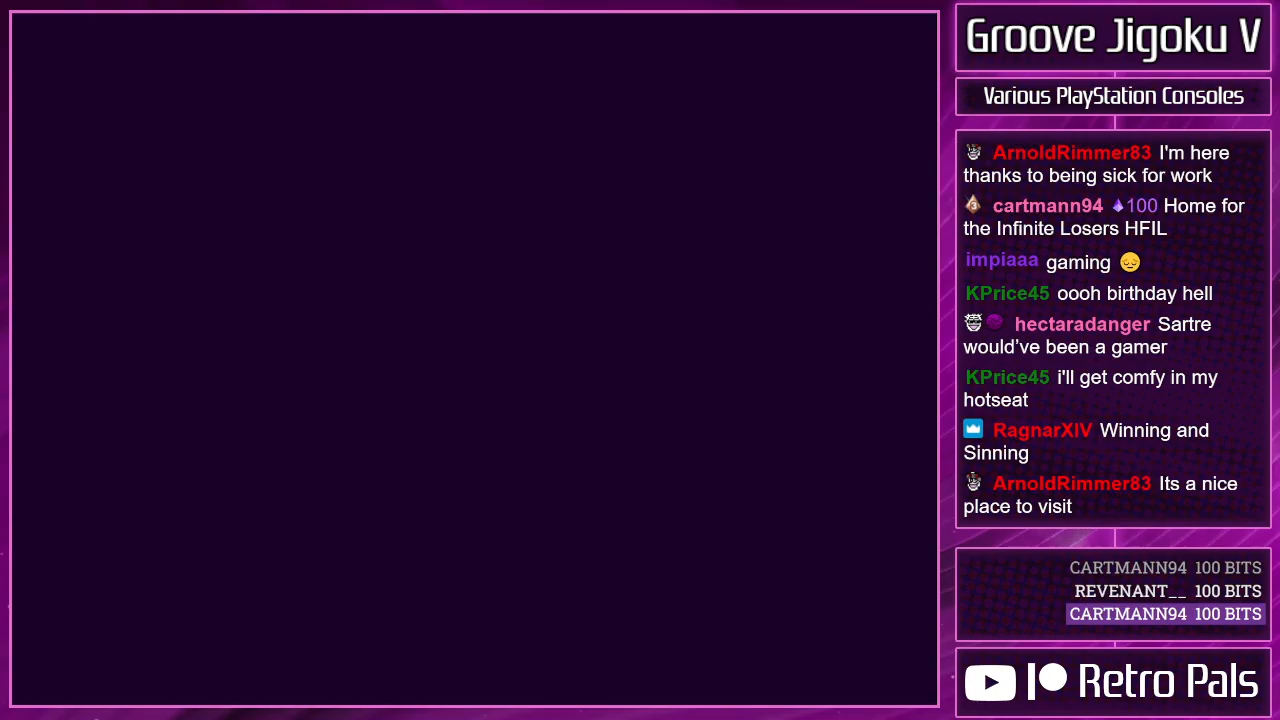 Groove Jigoku V
Various PlayStation Consoles
ArnoldRimmer83 I'm here
thanks to being sick for work
cartmann94 100 Home for
the Infinite Losers HFIL
impiaaa gaming 😔
KPrice45 oooh birthday hell
hectaradanger Sartre
would've been a gamer
KPrice45 i'll get comfy in my
hotseat
RagnarXIV Winning and
Sinning
ArnoldRimmer83 Its a nice
place to visit
CARTMANN94 100 BITS
REVENANT__ 100 BITS
CARTMANN94 100 BITS
Retro Pals